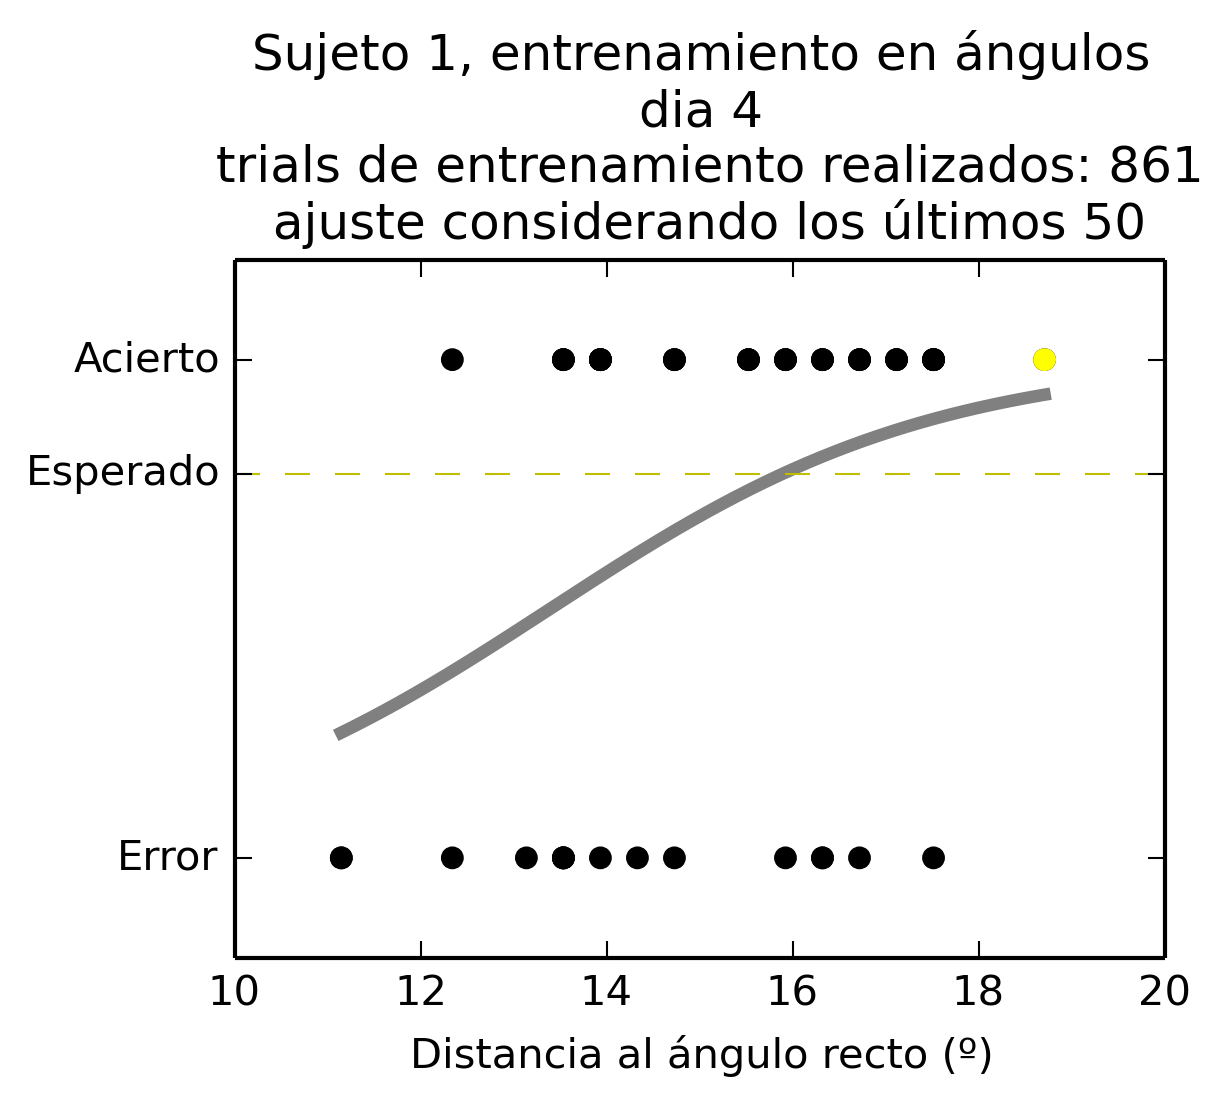 Sujeto 1, entrenamiento en ángulos
dia 4
trials de entrenamiento realizados: 861
ajuste considerando los últimos 50
Acierto
Esperado
Error
10 12 14 16 18 20
Distancia al ángulo recto (º)